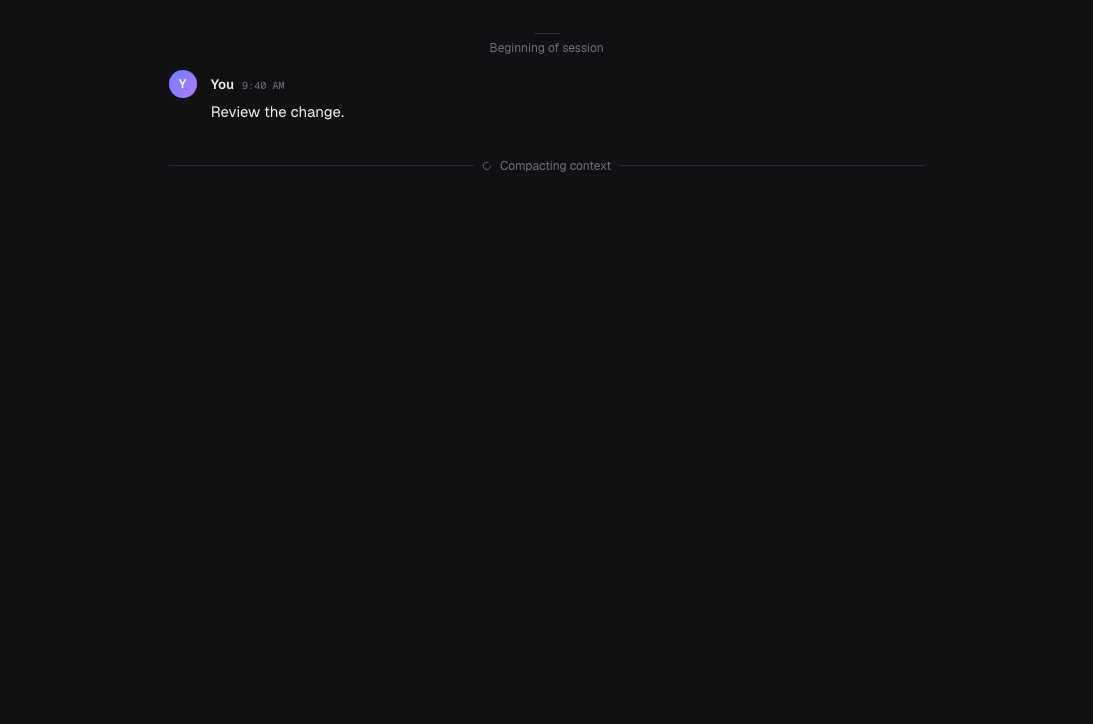 Beginning of session
Y
You 9:40 AM
Review the change.
Compacting context